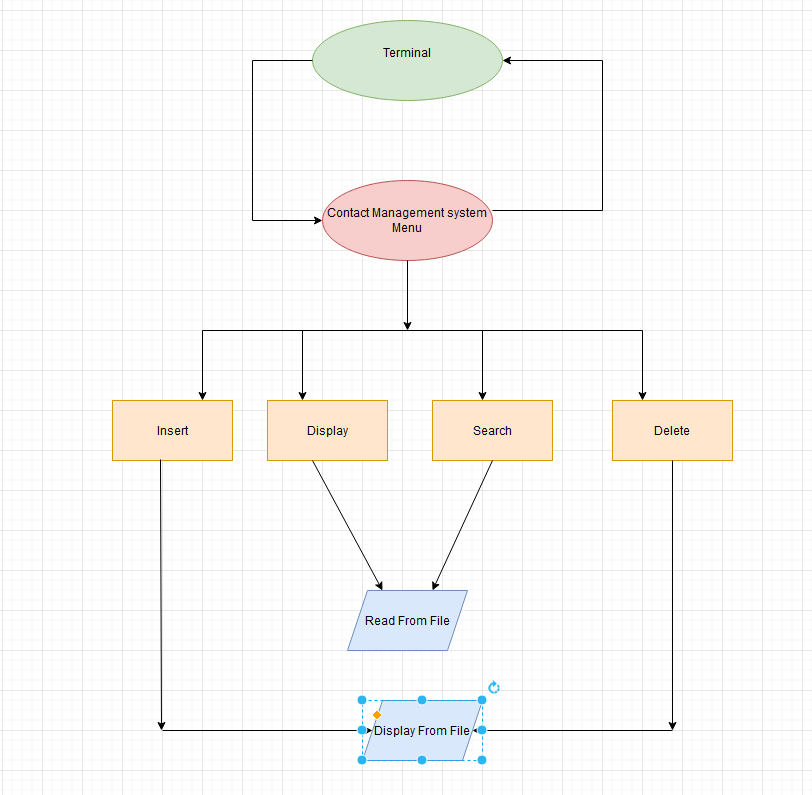 Terminal
Contact Management system
Menu
Insert
Display
Search
Delete
Read From File
Display From File